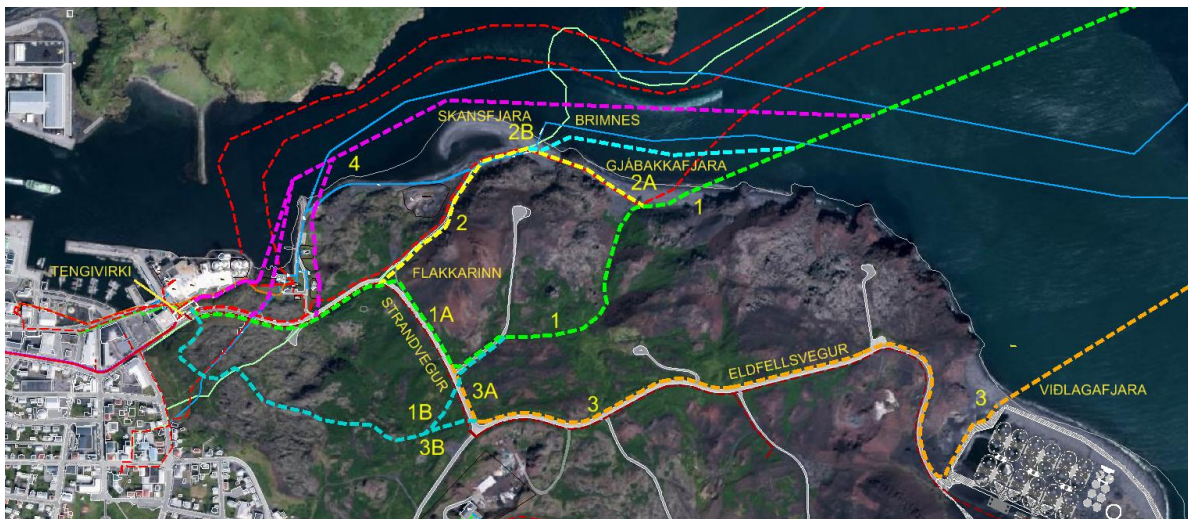 SKANSFJARA
BRIMNES
2B
4
GJÁBAKKAFJARA
2A
1
2
TENGIVIRKI
FLAKKARINN
1A
1
STRANDVEGUR
ELDFELLSVEGUR
3A
VIÐLAGAFJARA
3
1B
3
3B